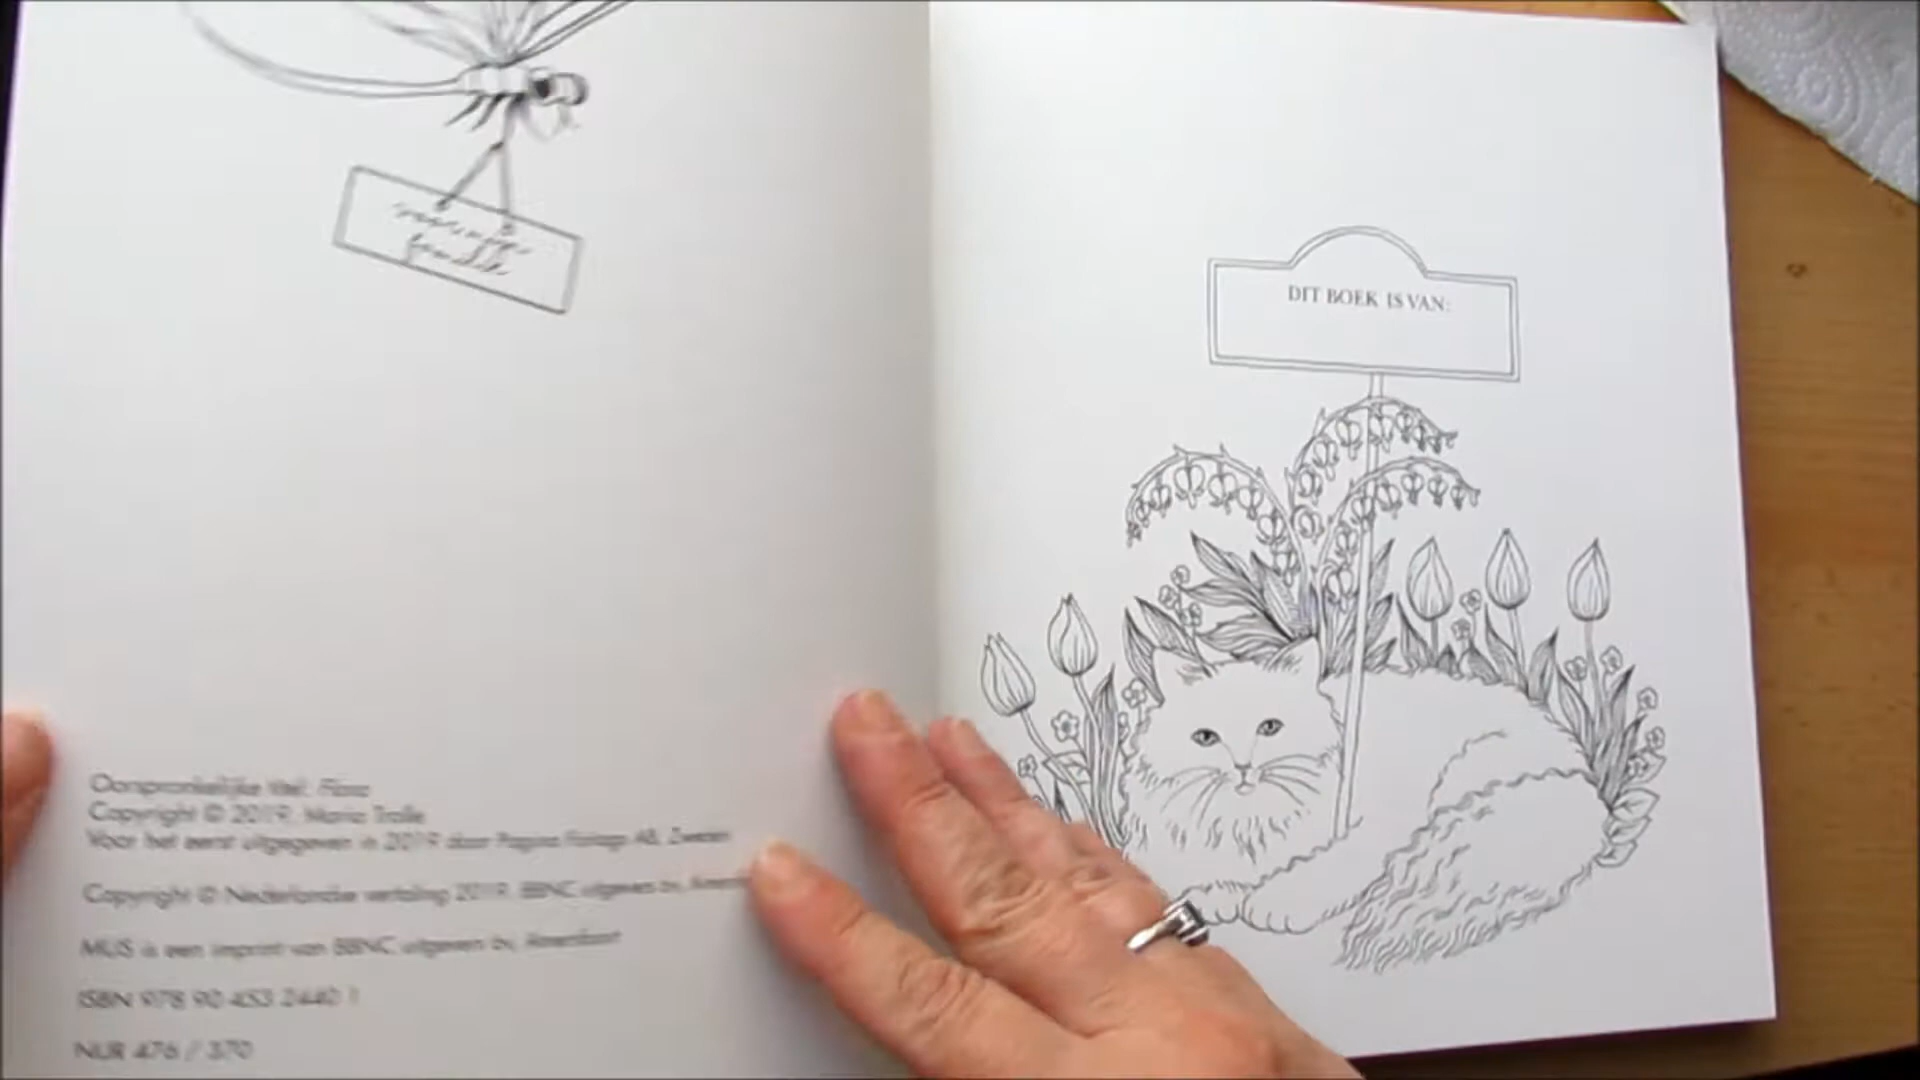 Oorspronkelijke titel: Flora
Copyright © 2019, Maria Trolle
Voor het eerst uitgegeven in 2019 door Pagina Förlags AB, Zweden
Copyright © Nederlandse vertaling 2019, BBNC uitgevers bv,
MUS is een imprint van BBNC uitgevers bv, Amersfoort
ISBN 978 90 453 2440 1
NUR 476 / 370
DIT BOEK IS VAN: